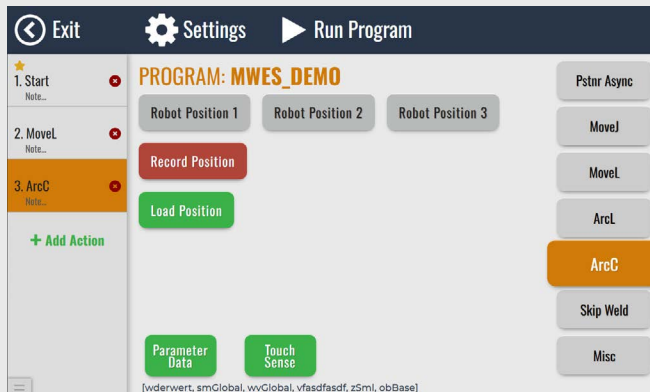 Exit
Settings
Run Program
1. Start
Note...
2. MoveL
Note...
3. ArcC
Note...
+ Add Action
PROGRAM: MWES_DEMO
Robot Position 1
Robot Position 2
Robot Position 3
Record Position
Load Position
Parameter
Data
Touch
Sense
[wderwert, smGlobal, wvGlobal, vfasdfasdf, zSml, obBase]
Pstnr Async
MoveJ
MoveL
ArcL
ArcC
Skip Weld
Misc